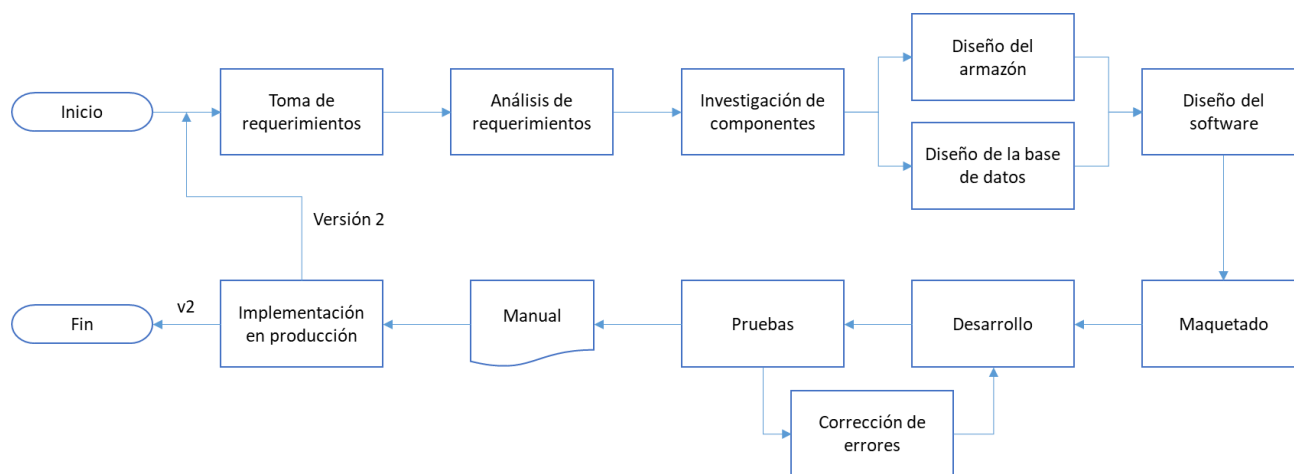 Inicio
Toma de
requerimientos
Análisis de
requerimientos
Investigación de
componentes
Diseño del
armazón
Diseño de la base
de datos
Diseño del
software
Versión 2
Fin
v2
Implementación
en producción
Manual
Pruebas
Desarrollo
Maquetado
Corrección de
errores